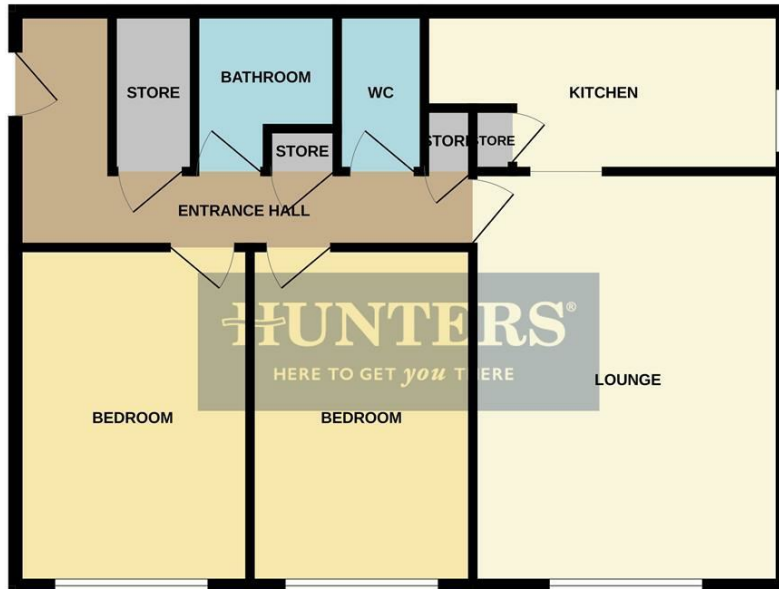 STORE
BATHROOM
WC
KITCHEN
STORE
STORE
STORE
ENTRANCE HALL
HUNTERS®
HERE TO GET you THERE
BEDROOM
BEDROOM
LOUNGE